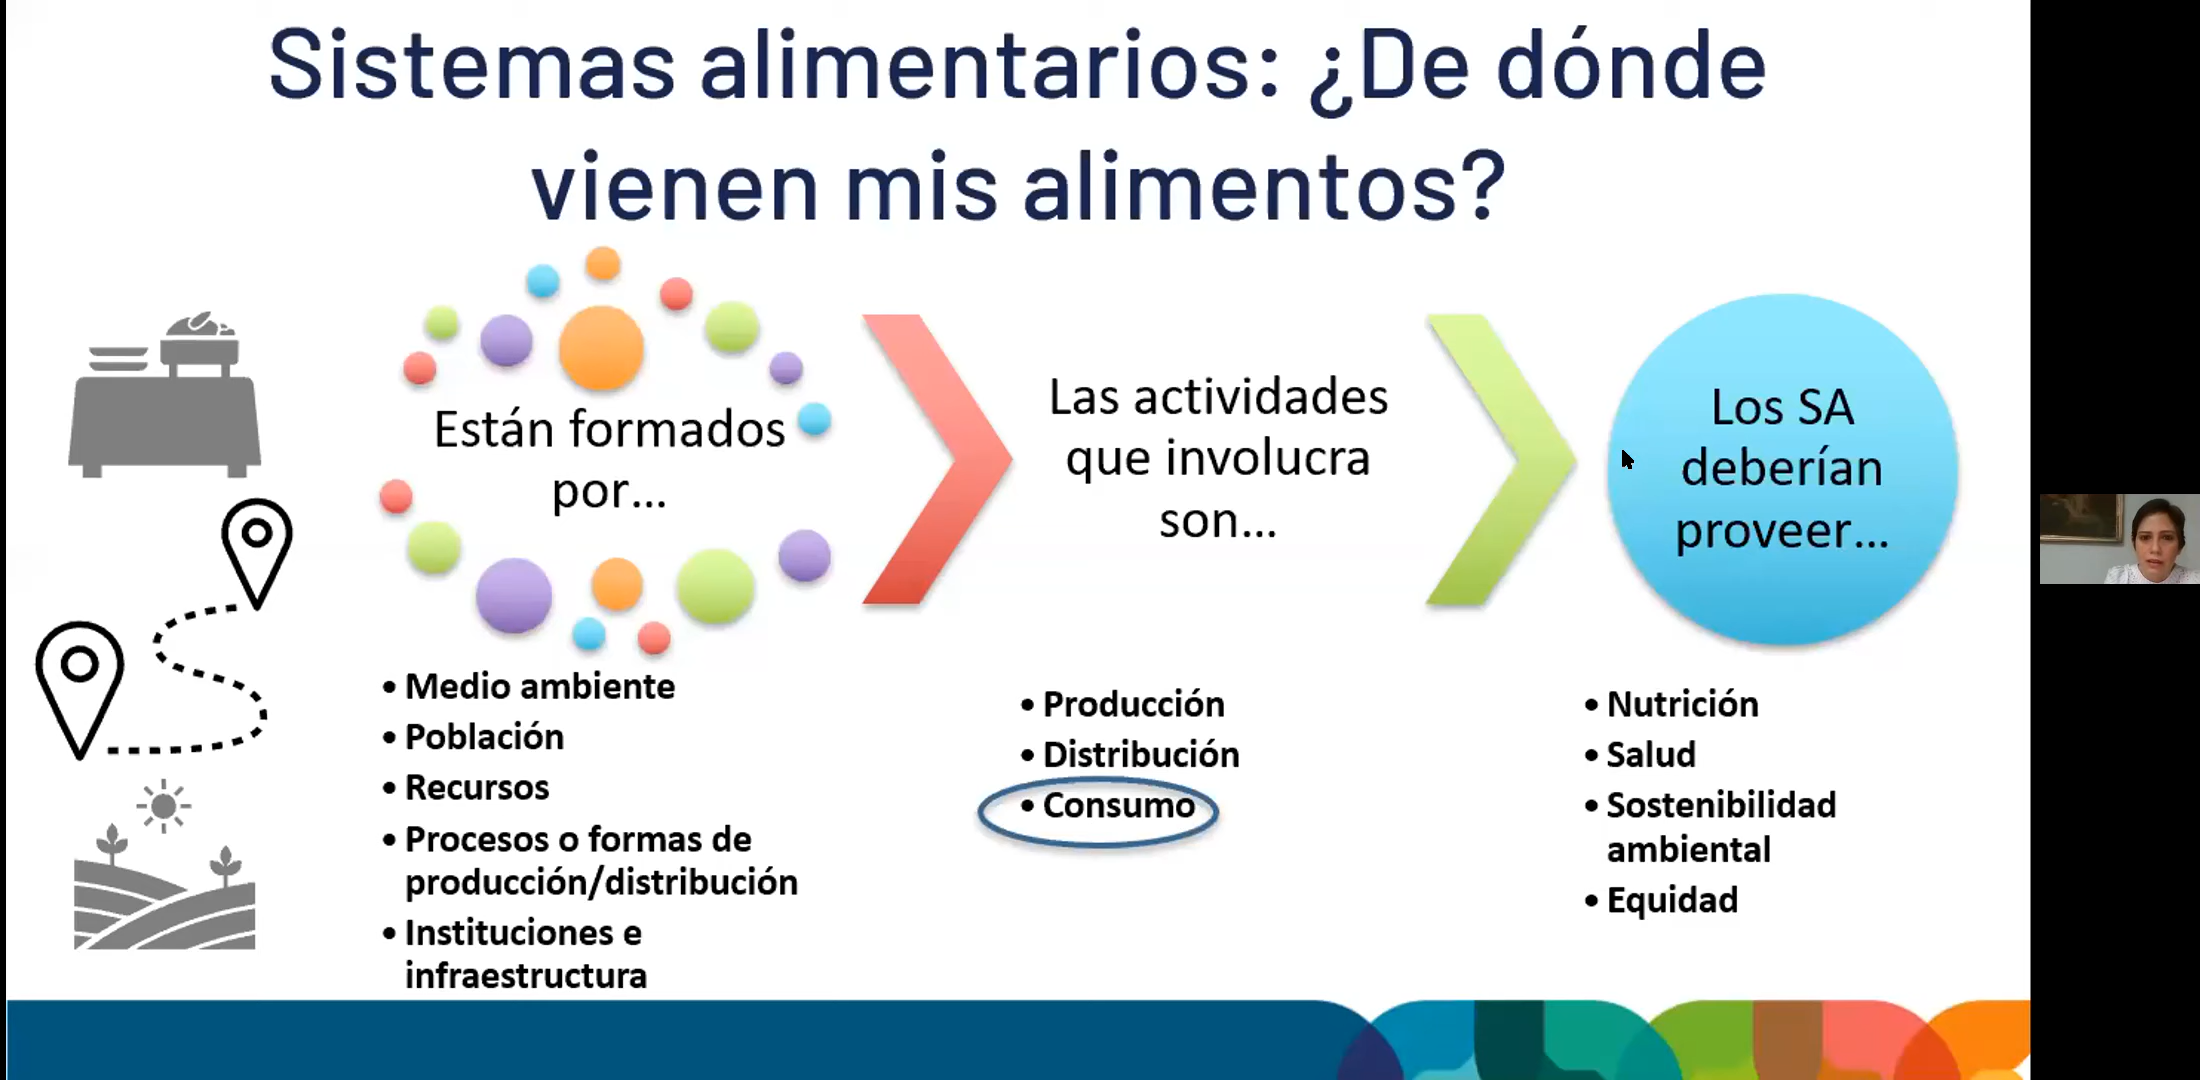 Sistemas alimentarios: ¿De dónde
vienen mis alimentos?
Están formados
por...
• Medio ambiente
• Población
• Recursos
• Procesos o formas de
producción/distribución
• Instituciones e
infraestructura
Las actividades
que involucra
son...
• Producción
• Distribución
• Consumo
Los SA
deberían
proveer...
• Nutrición
• Salud
• Sostenibilidad
ambiental
• Equidad